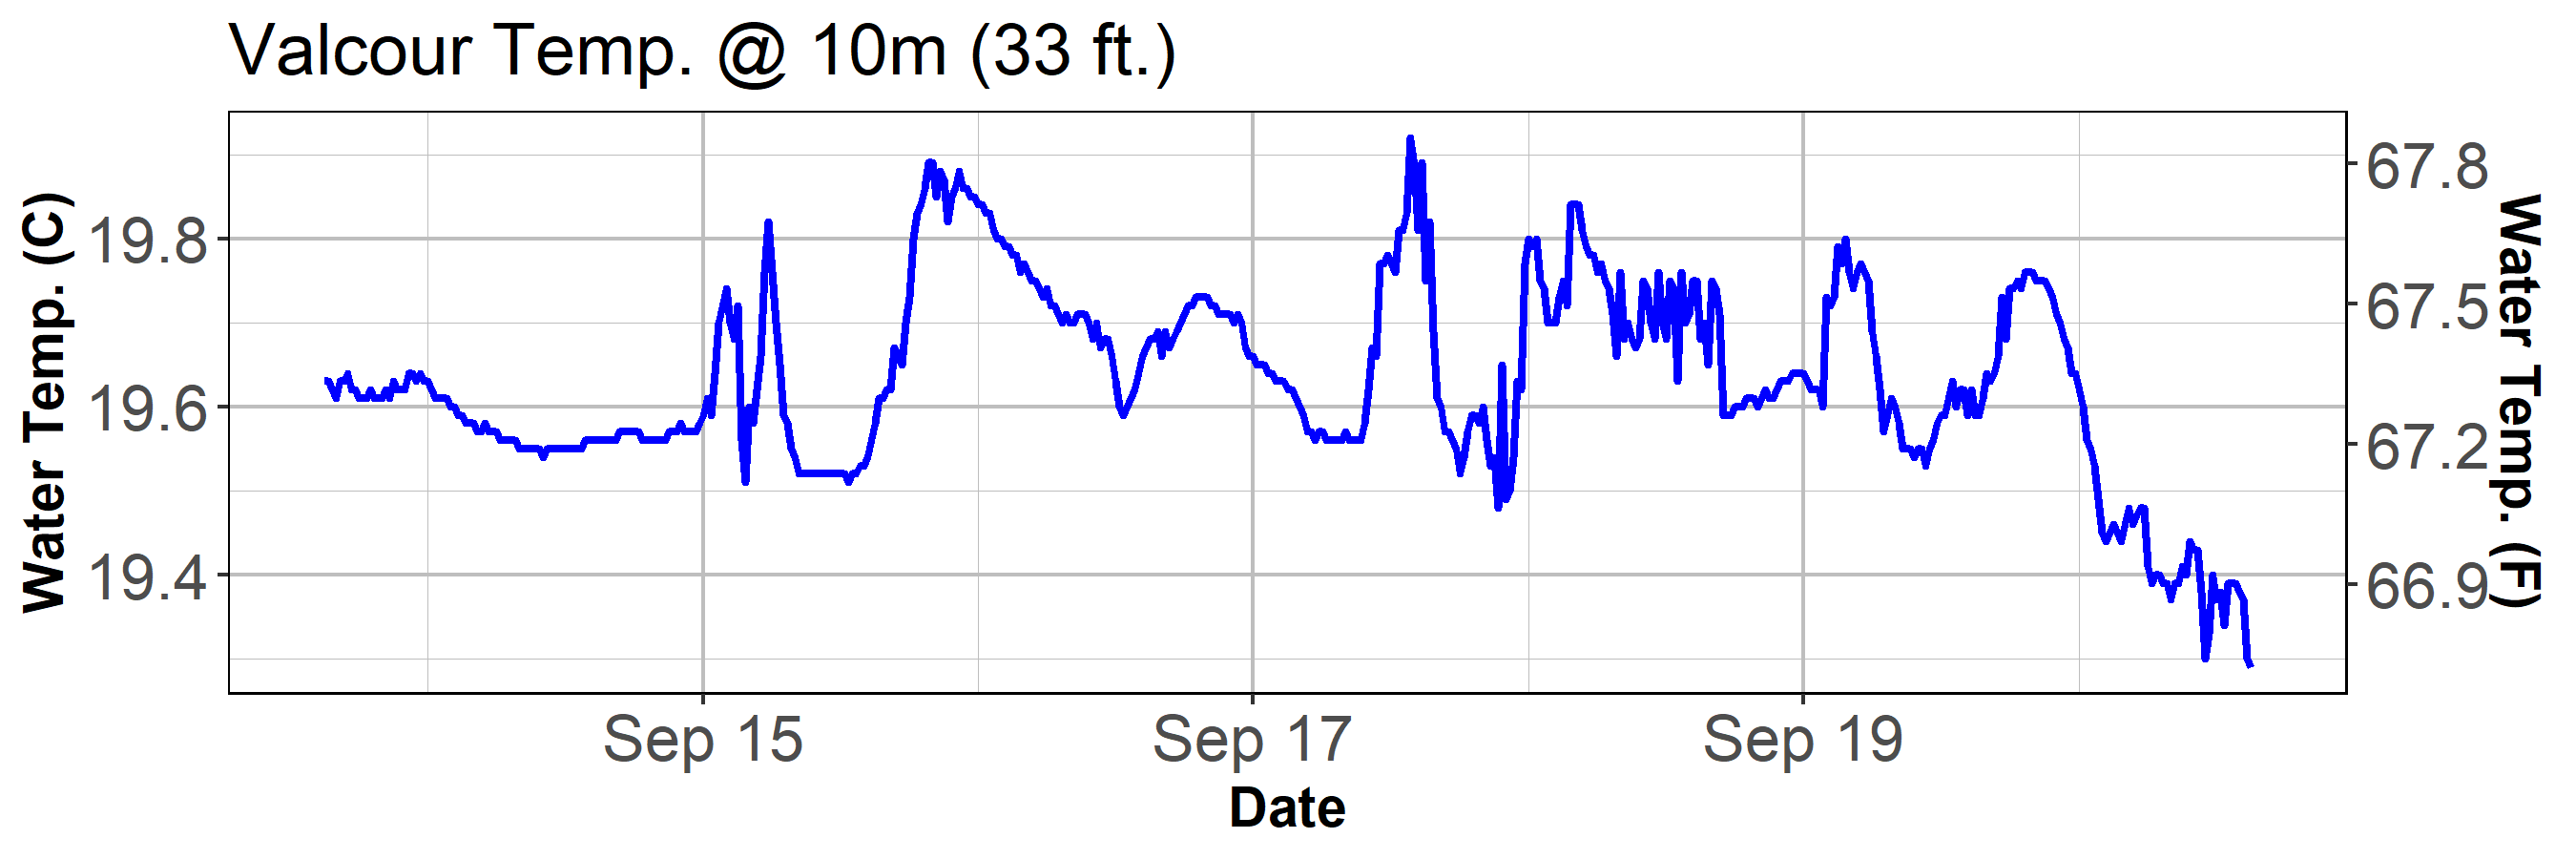 Valcour Temp. @ 10m (33 ft.)
Water Temp. (C)
19.8
19.6
19.4
67.8
67.5
67.2
66.9
Water Temp. (F)
Sep 15 Sep 17 Sep 19
Date